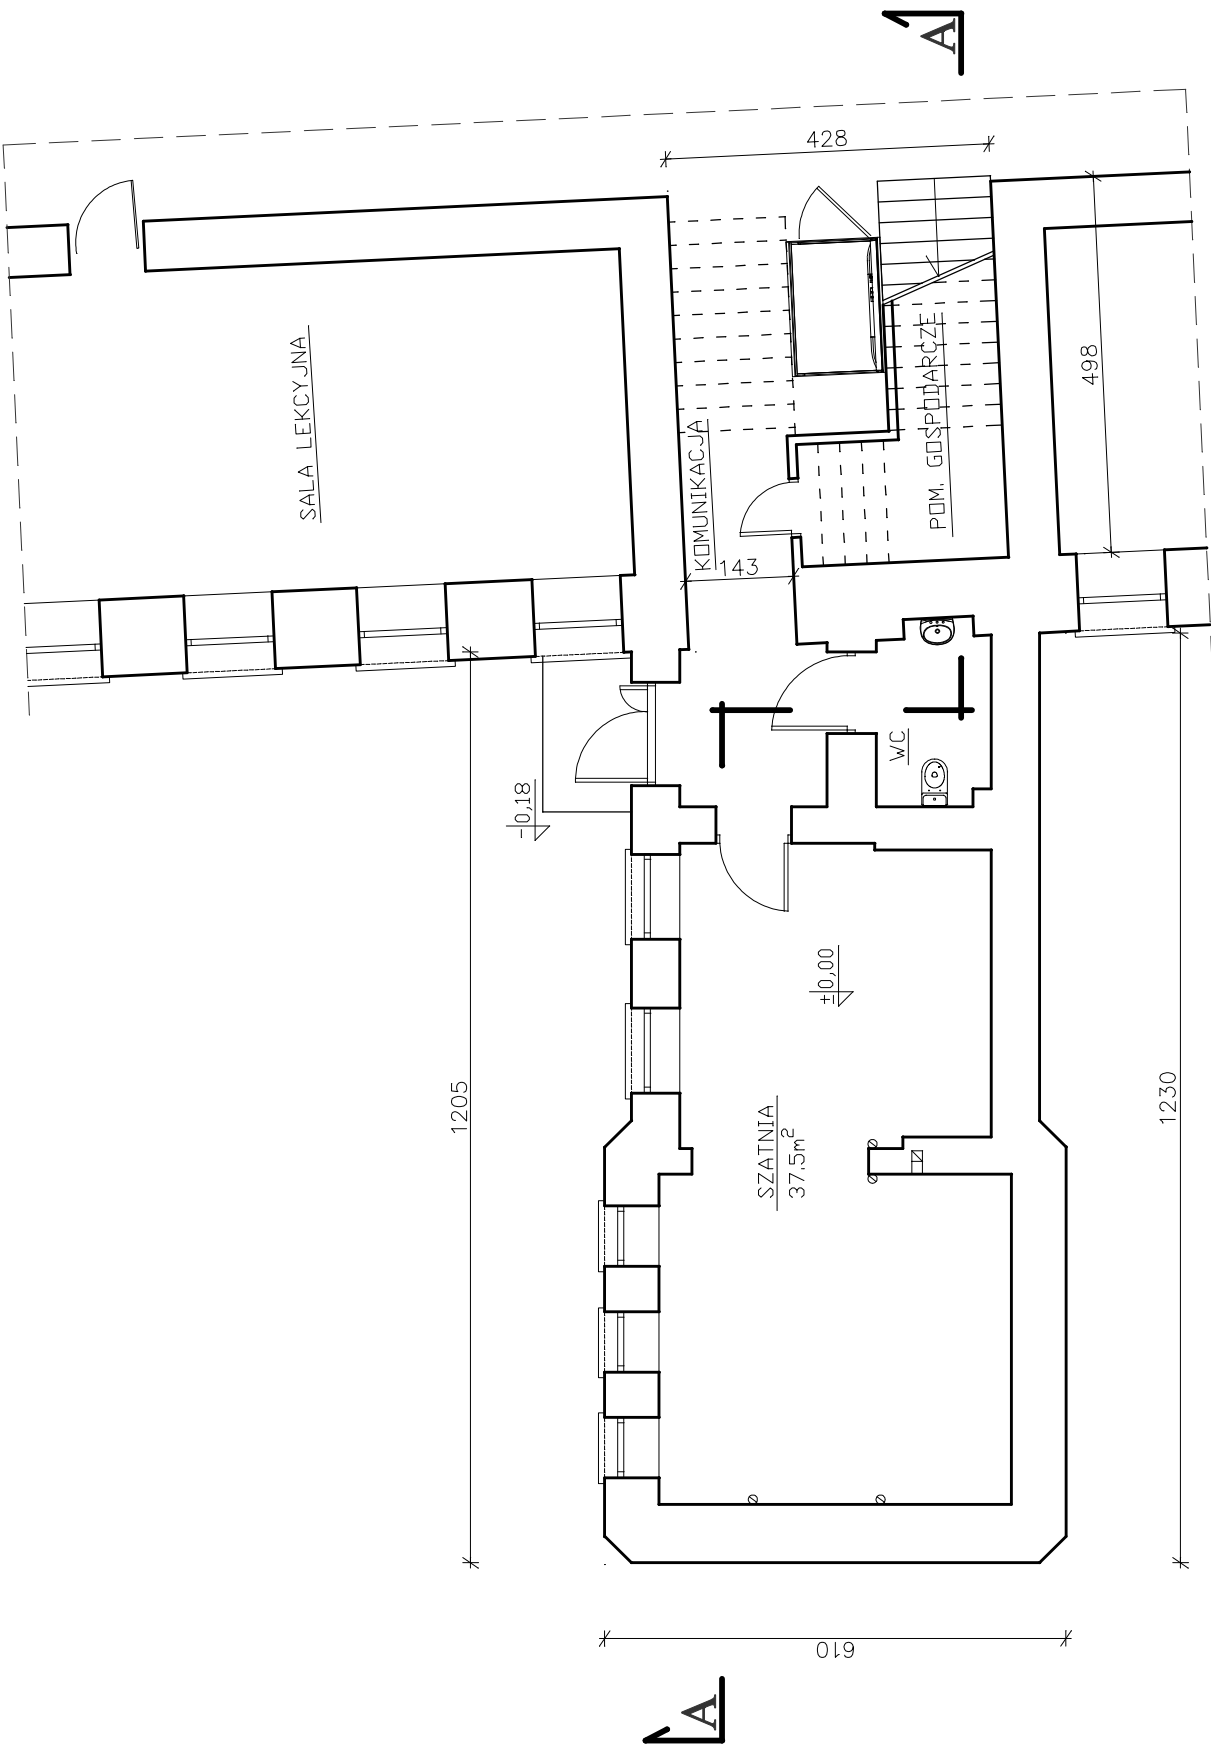 A
428
SALA LEKCYJNA
KOMUNIKACJA
POM. GOSPODARCZE
498
143
WC
-0,18
±0,00
1205
1230
SZATNIA
37.5m²
610
A